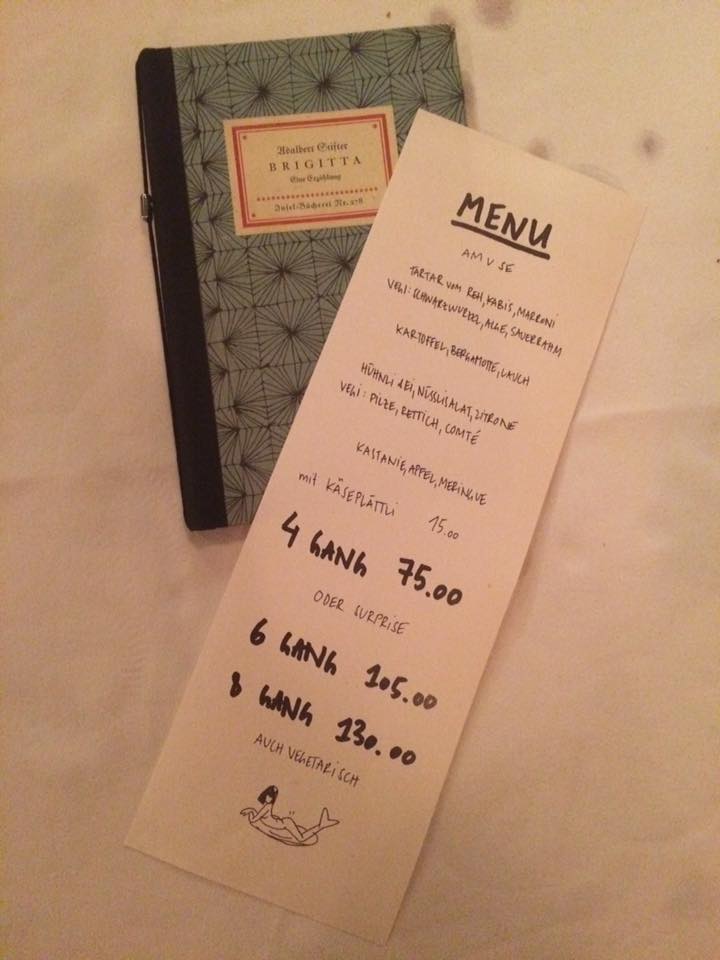 Adalbert Stifter
BRIGITTA
Eine Erzählung
Insel-Bücherei Nr. 278
MENU
AMUSE
TARTAR VOM REH, KABIS, MARRONI
VEGI: SCHWARZWURZEL, ALGE, SAUERRAHM
KARTOFFEL, BERGAMOTTE, LAUCH
HÜHNLI & EI, NÜSSLISALAT, ZITRONE
VEGI: PILZE, RETTICH, COMTÉ
KASTANIE, APFEL, MERINGUE
mit KÄSEPLÄTTLI 15.00
4 GANG 75.00
ODER SURPRISE
6 GANG 105.00
8 GANG 130.00
AUCH VEGETARISCH